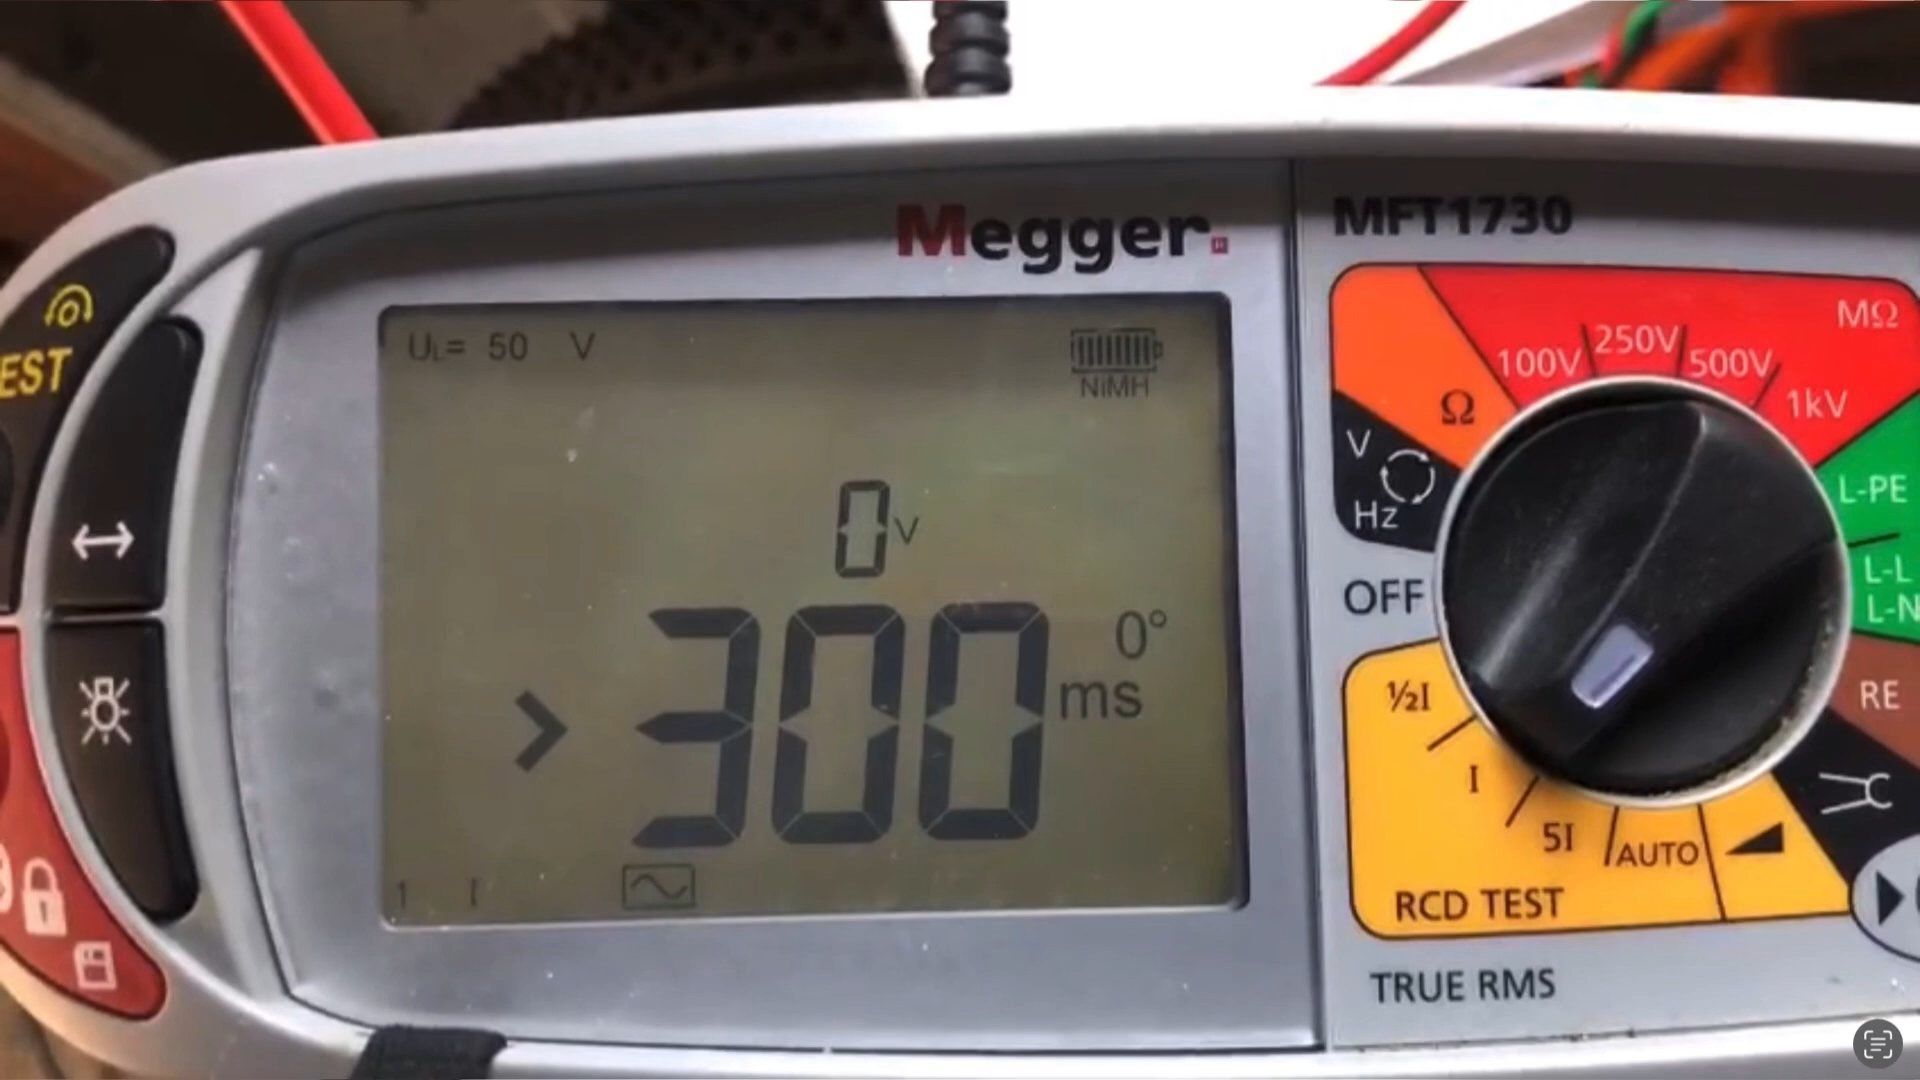 Megger.
MFT1730
EST
UL= 50 V
NiMH
0 V
> 300 ms
0°
1 I
MΩ
100V
250V
500V
1kV
Ω
V
Hz
OFF
L-PE
L-L
L-N
RE
½I
I
5I
AUTO
RCD TEST
TRUE RMS